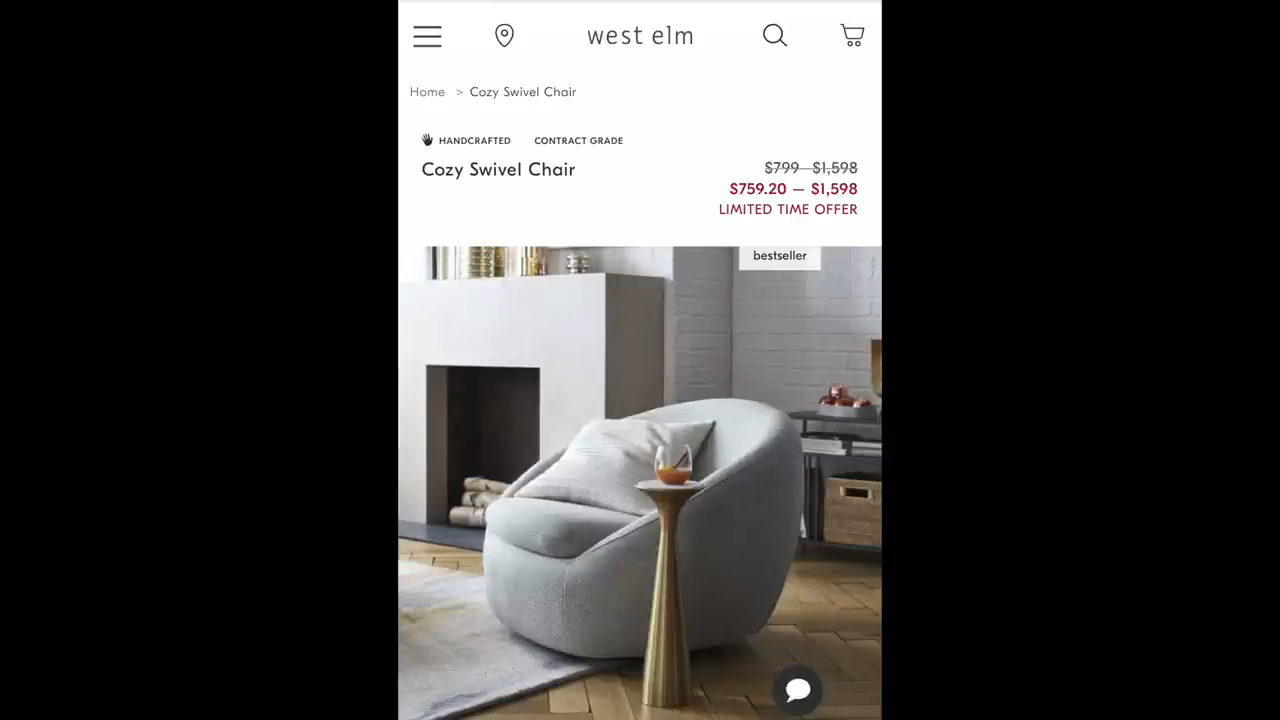 west elm
Home > Cozy Swivel Chair
HANDCRAFTED CONTRACT GRADE
Cozy Swivel Chair
$799 – $1,598
$759.20 – $1,598
LIMITED TIME OFFER
bestseller